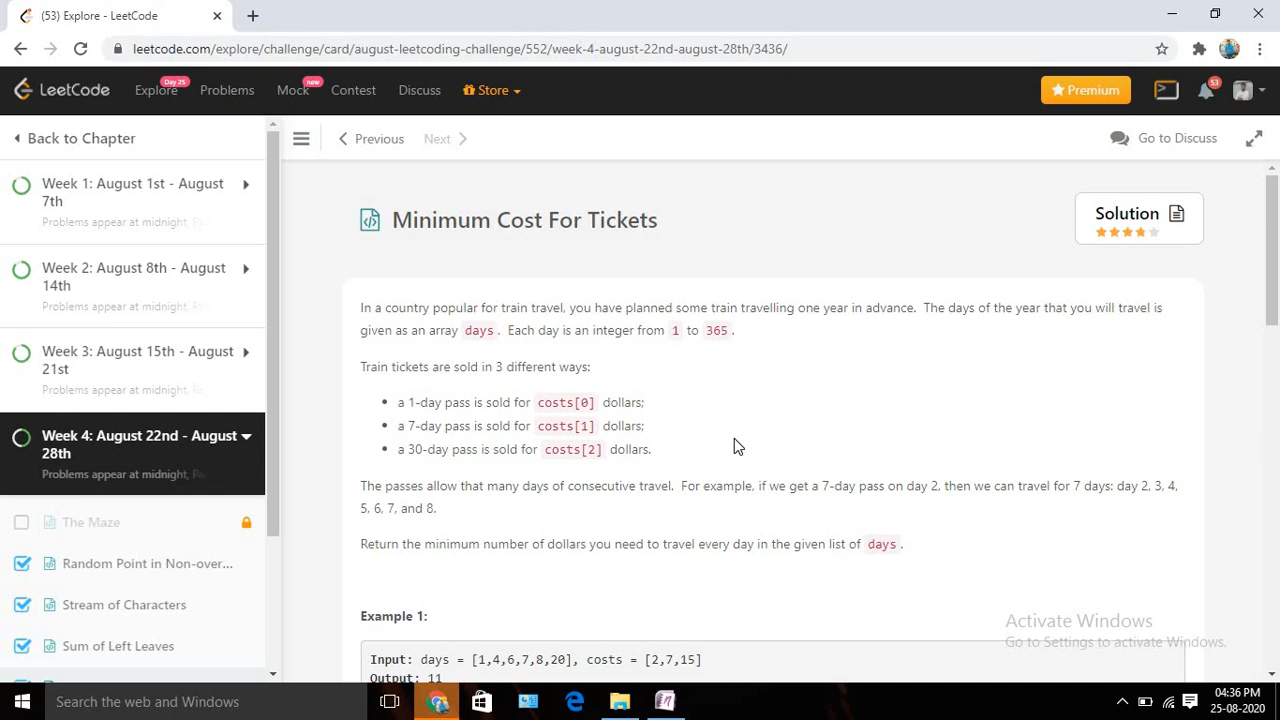 (53) Explore - LeetCode
leetcode.com/explore/challenge/card/august-leetcoding-challenge/552/week-4-august-22nd-august-28th/3436/
LeetCode
Explore
Day 25
Problems
Mock
new
Contest
Discuss
Store
Premium
53
Back to Chapter
Previous
Next
Go to Discuss
Week 1: August 1st - August
7th
Problems appear at midnight,
Week 2: August 8th - August
14th
Problems appear at midnight,
Week 3: August 15th - August
21st
Problems appear at midnight,
Week 4: August 22nd - August
28th
Problems appear at midnight,
The Maze
Random Point in Non-over...
Stream of Characters
Sum of Left Leaves
Minimum Cost For Tickets
Solution
In a country popular for train travel, you have planned some train travelling one year in advance. The days of the year that you will travel is
given as an array days. Each day is an integer from 1 to 365.
Train tickets are sold in 3 different ways:
• a 1-day pass is sold for costs[0] dollars;
• a 7-day pass is sold for costs[1] dollars;
• a 30-day pass is sold for costs[2] dollars.
The passes allow that many days of consecutive travel. For example, if we get a 7-day pass on day 2, then we can travel for 7 days: day 2, 3, 4,
5, 6, 7, and 8.
Return the minimum number of dollars you need to travel every day in the given list of days.
Example 1:
Input: days = [1,4,6,7,8,20], costs = [2,7,15]
Output: 11
Activate Windows
Go to Settings to activate Windows.
Search the web and Windows
04:36 PM
25-08-2020